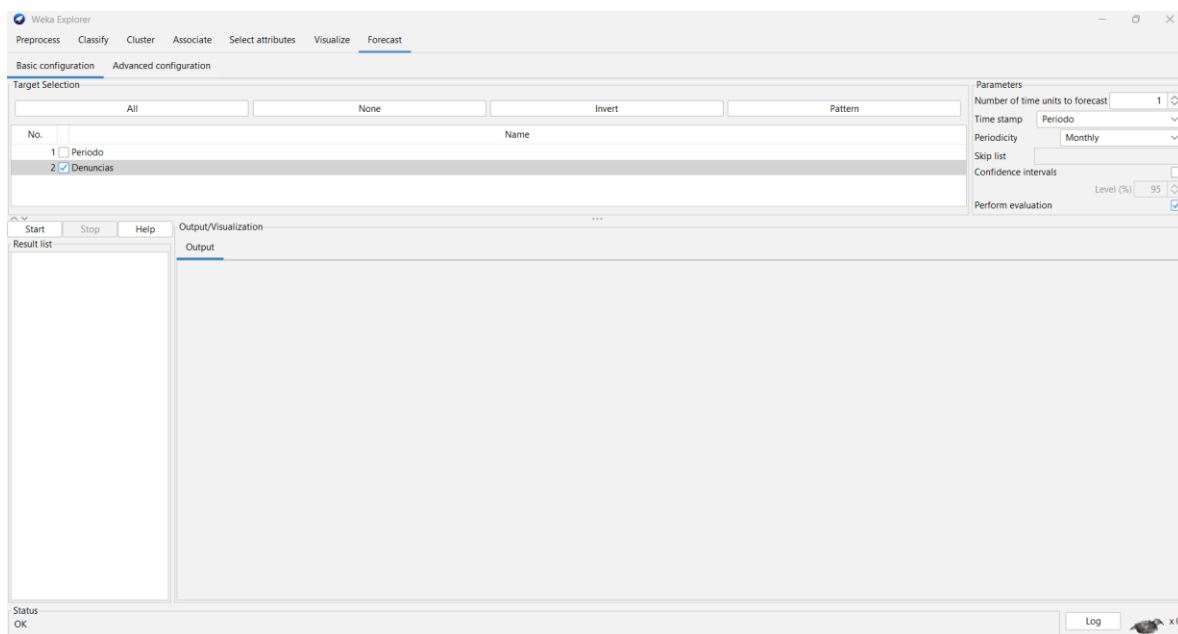 Weka Explorer
Preprocess Classify Cluster Associate Select attributes Visualize Forecast
Basic configuration Advanced configuration
Target Selection
All None Invert Pattern
No. Name
1 Periodo
2 Denuncias
Parameters
Number of time units to forecast 1
Time stamp Periodo
Periodicity Monthly
Skip list
Confidence intervals
Level (%) 95
Perform evaluation
Start Stop Help
Result list
Output/Visualization
Output
Status
OK
Log